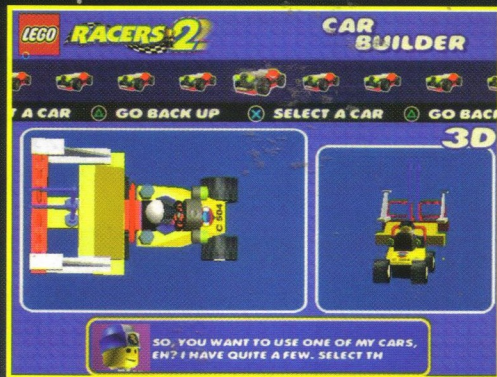 LEGO RACERS 2
CAR
BUILDER
A CAR GO BACK UP SELECT A CAR GO BACK
3D
C 504
SO, YOU WANT TO USE ONE OF MY CARS,
EH? I HAVE QUITE A FEW. SELECT TH